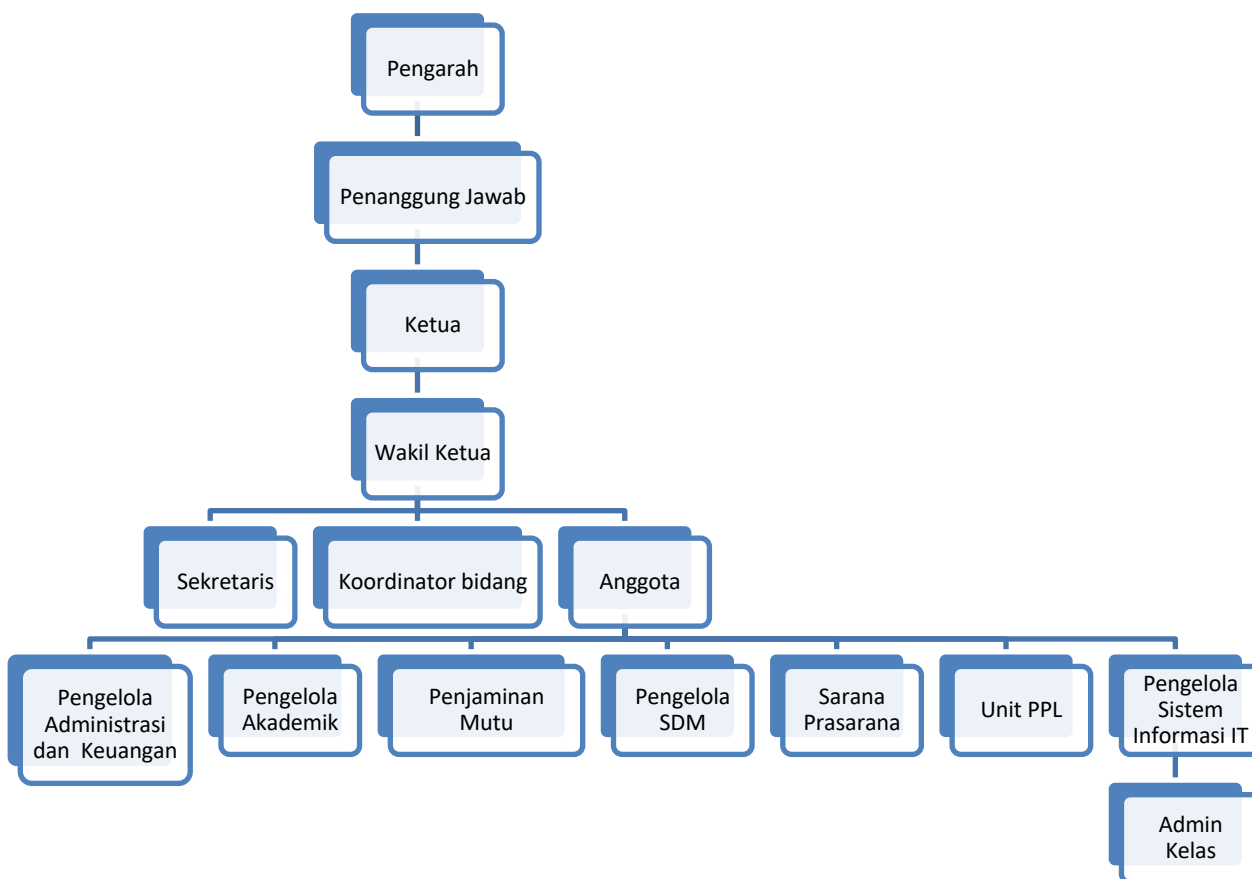 Pengarah
Penanggung Jawab
Ketua
Wakil Ketua
Sekretaris
Koordinator bidang
Anggota
Pengelola
Administrasi
dan Keuangan
Pengelola
Akademik
Penjaminan
Mutu
Pengelola
SDM
Sarana
Prasarana
Unit PPL
Pengelola
Sistem
Informasi IT
Admin
Kelas